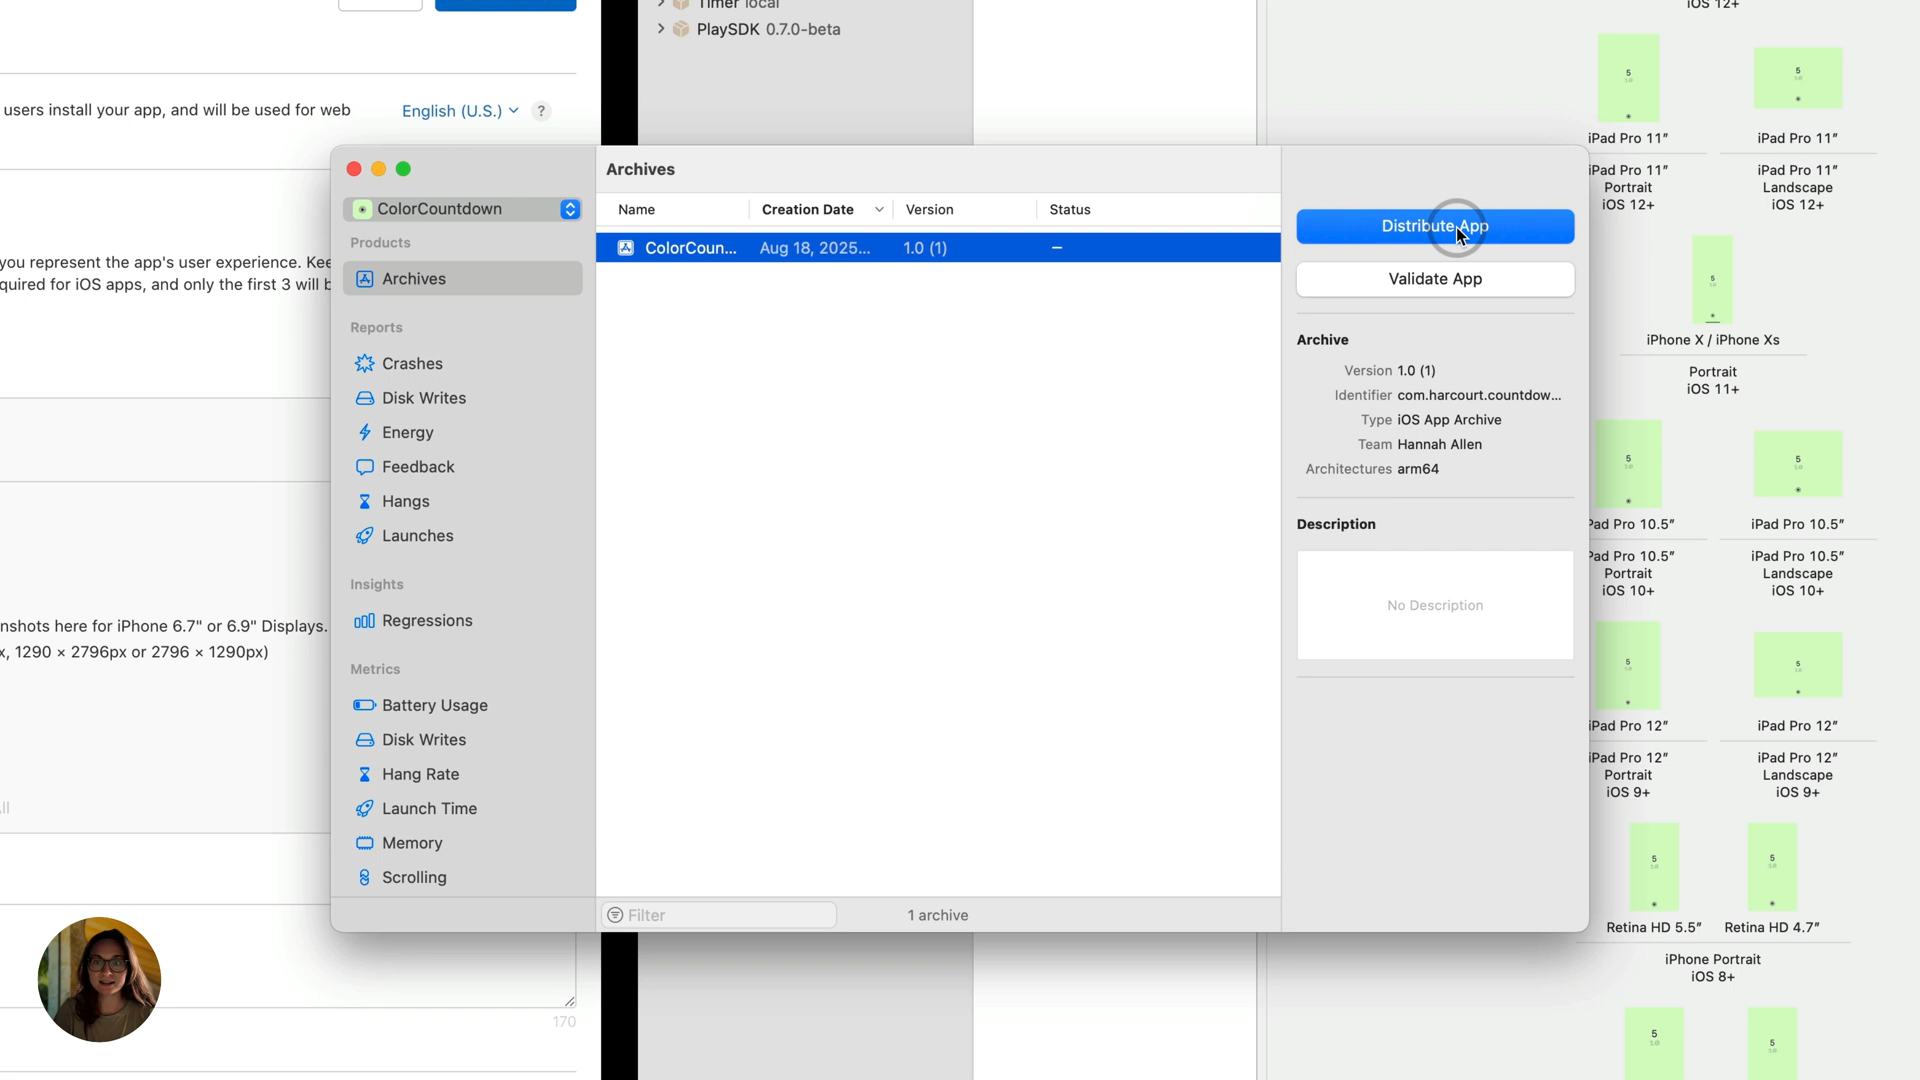 Timer local
iOS 12+
PlaySDK 0.7.0-beta
users install your app, and will be used for web
English (U.S.)
?
iPad Pro 11"
iPad Pro 11"
iPad Pro 11"
Portrait
iOS 12+
iPad Pro 11"
Landscape
iOS 12+
Archives
ColorCountdown
Name
Creation Date
Version
Status
Distribute App
Products
ColorCoun...
Aug 18, 2025...
1.0 (1)
–
you represent the app's user experience. Kee
quired for iOS apps, and only the first 3 will b
Archives
Validate App
Reports
Archive
iPhone X / iPhone Xs
Portrait
iOS 11+
Crashes
Version 1.0 (1)
Disk Writes
Identifier com.harcourt.countdow...
Type iOS App Archive
Energy
Team Hannah Allen
Feedback
Architectures arm64
Hangs
Launches
Description
Pad Pro 10.5"
iPad Pro 10.5"
Pad Pro 10.5"
Portrait
iOS 10+
iPad Pro 10.5"
Landscape
iOS 10+
Insights
No Description
Regressions
nshots here for iPhone 6.7" or 6.9" Displays.
x, 1290 × 2796px or 2796 × 1290px)
Metrics
Battery Usage
Disk Writes
iPad Pro 12"
iPad Pro 12"
iPad Pro 12"
Portrait
iOS 9+
iPad Pro 12"
Landscape
iOS 9+
Hang Rate
Launch Time
Memory
Scrolling
Filter
1 archive
Retina HD 5.5"
Retina HD 4.7"
iPhone Portrait
iOS 8+
170